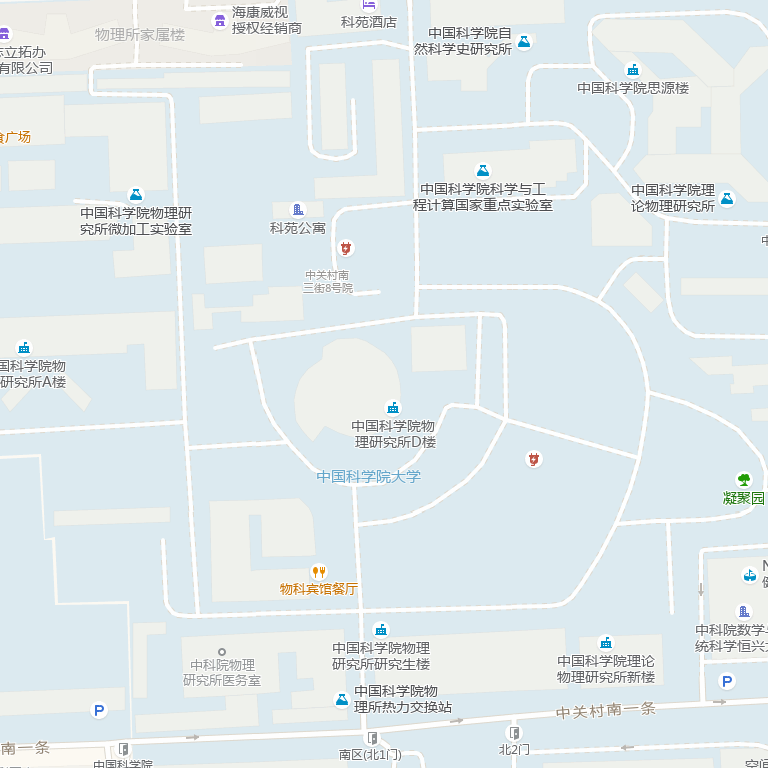 海康威视
授权经销商
科苑酒店
物理所家属楼
中国科学院自
然科学史研究所
志立拓办
有限公司
中国科学院思源楼
食广场
中国科学院科学与工
程计算国家重点实验室
中国科学院理
论物理研究所
中国科学院物理研
究所微加工实验室
科苑公寓
中关村南
三街8号院
国科学院物
研究所A楼
中国科学院物
理研究所D楼
中国科学院大学
凝聚园
物科宾馆餐厅
N
健
中科院数学与
统科学恒兴大
中国科学院物理
研究所研究生楼
中国科学院理论
物理研究所新楼
中科院物理
研究所医务室
P
中国科学院物
理所热力交换站
P
中关村南一条
南一条
南区(北1门)
北2门
中国科学院
空间